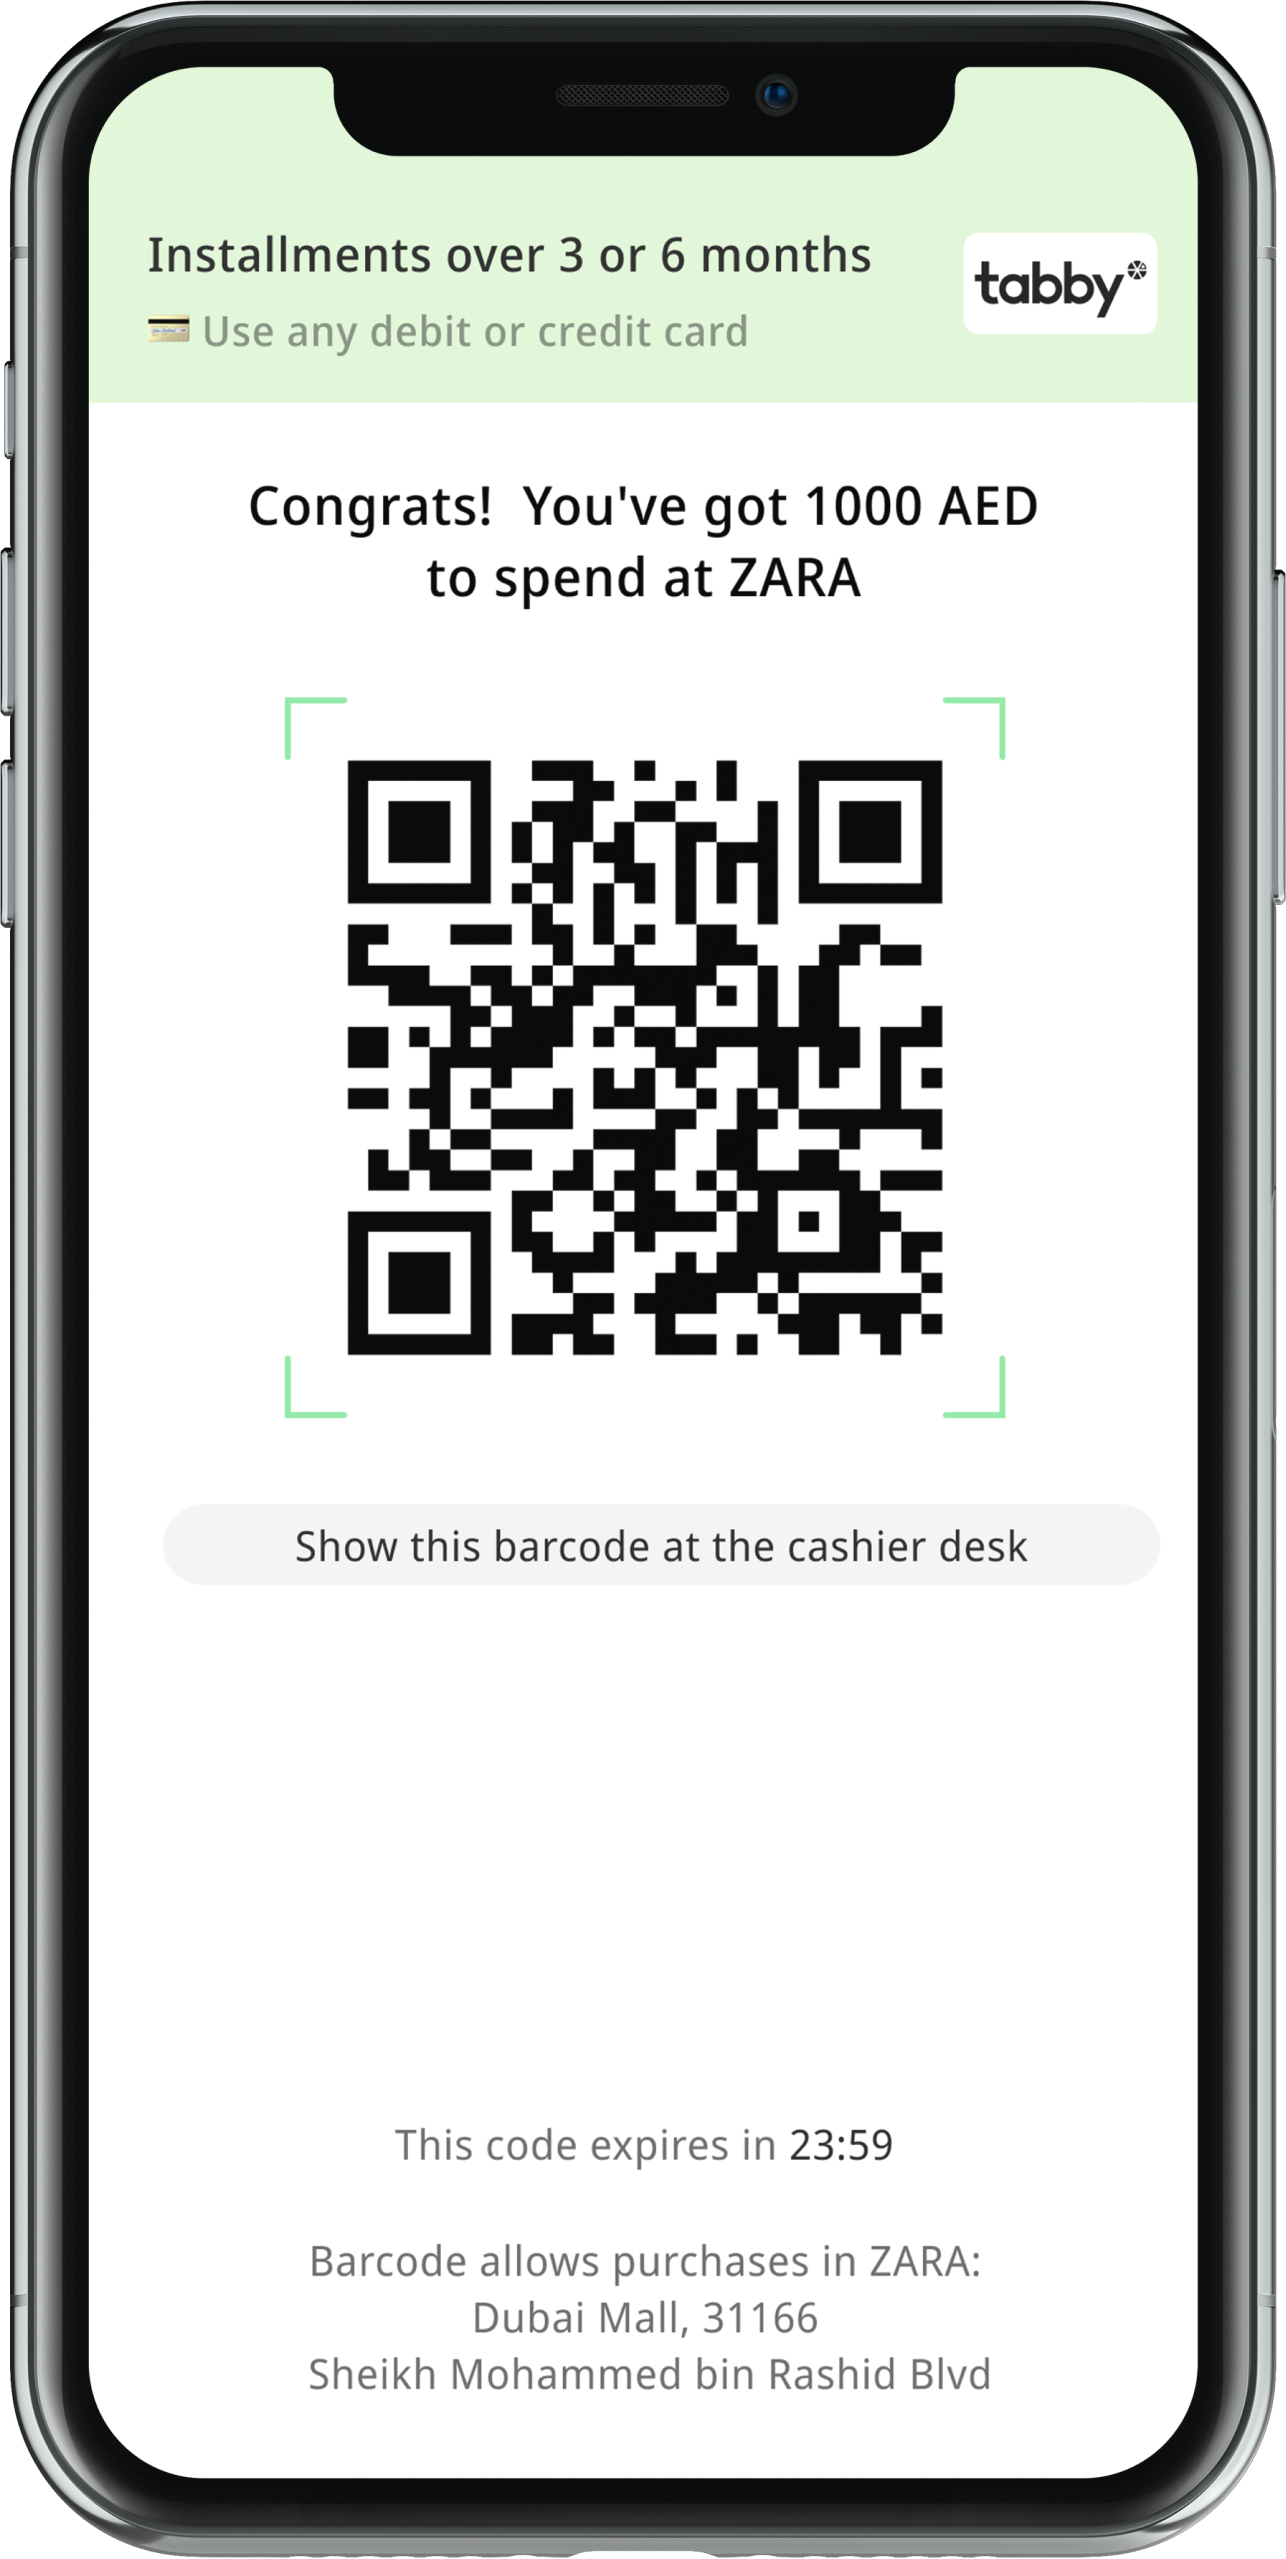 Installments over 3 or 6 months
tabby
Use any debit or credit card
Congrats! You've got 1000 AED
to spend at ZARA
Show this barcode at the cashier desk
This code expires in 23:59
Barcode allows purchases in ZARA:
Dubai Mall, 31166
Sheikh Mohammed bin Rashid Blvd